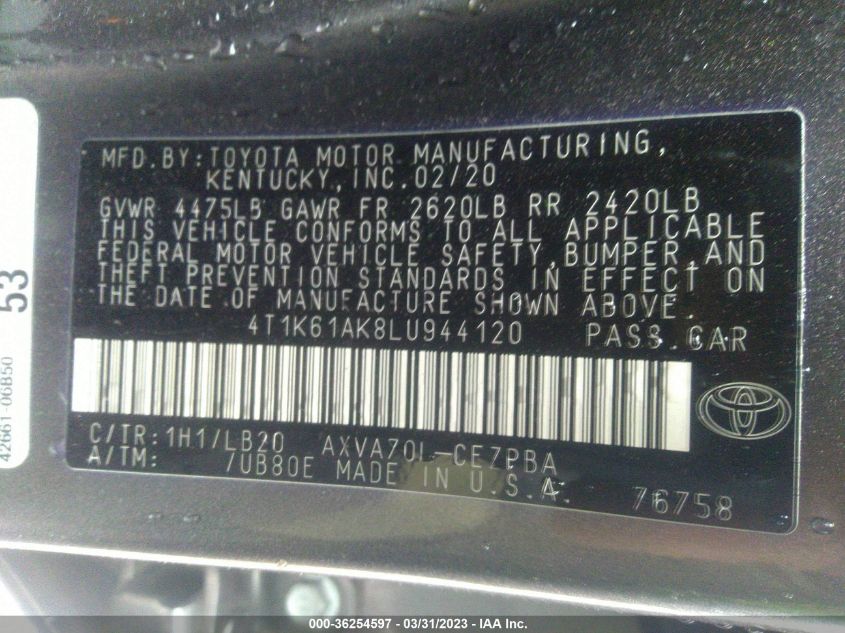 MFD.BY:TOYOTA MOTOR MANUFACTURING,
KENTUCKY,INC.02/20
GVWR 4475LB GAWR FR 2620LB RR 2420LB
THIS VEHICLE CONFORMS TO ALL APPLICABLE
FEDERAL MOTOR VEHICLE SAFETY,BUMPER,AND
THEFT PREVENTION STANDARDS IN EFFECT ON
THE DATE OF MANUFACTURE SHOWN ABOVE.
4T1K61AK8LU944120 PASS.CAR
C/TR:1H1/LB20 AXVA70L-CE7PBA
A/TM: /UB80E MADE IN U.S.A. 76758
53
42661-06B50
000-36254597 - 03/31/2023 - IAA Inc.